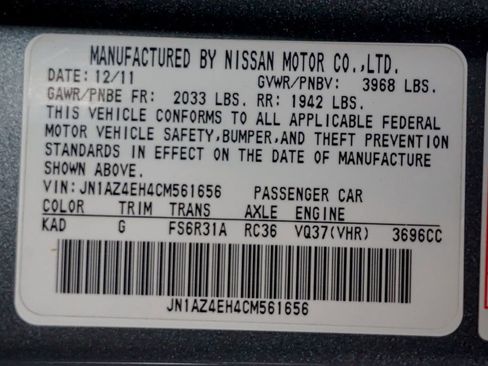 MANUFACTURED BY NISSAN MOTOR CO.,LTD.
DATE: 12/11 GVWR/PNBV: 3968 LBS.
GAWR/PNBE FR: 2033 LBS. RR: 1942 LBS.
THIS VEHICLE CONFORMS TO ALL APPLICABLE FEDERAL
MOTOR VEHICLE SAFETY,BUMPER,AND THEFT PREVENTION
STANDARDS IN EFFECT ON THE DATE OF MANUFACTURE
SHOWN ABOVE.
VIN: JN1AZ4EH4CM561656 PASSENGER CAR
COLOR TRIM TRANS AXLE ENGINE
KAD G FS6R31A RC36 VQ37(VHR) 3696CC
JN1AZ4EH4CM561656